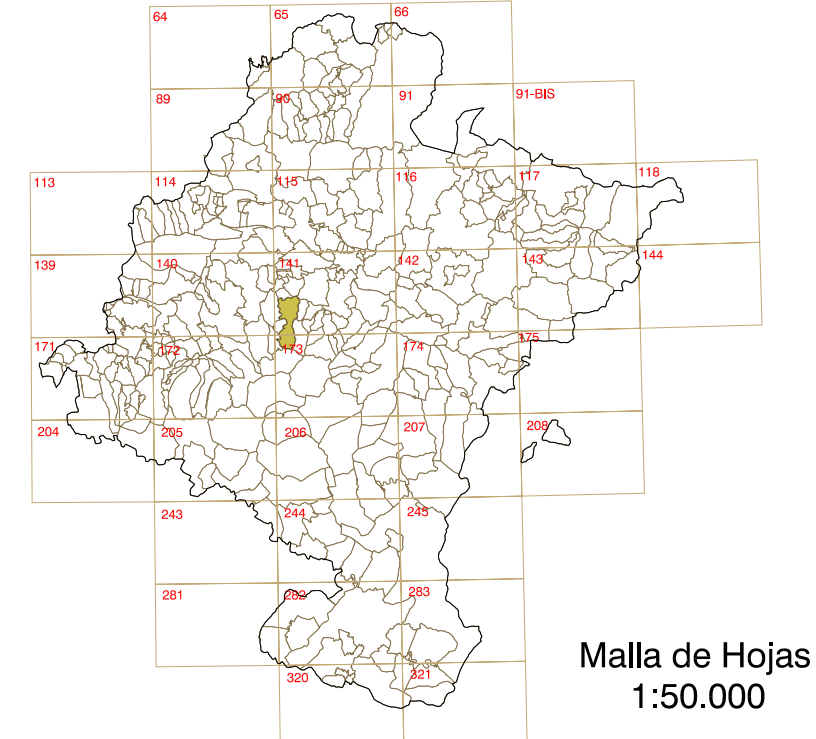 64 65 66
89 90 91 91-BIS
113 114 115 116 117 118
139 140 141 142 143 144
171 172 173 174 175
204 205 206 207 208
243 244 245
281 282 283
320 321
Malla de Hojas
1:50.000